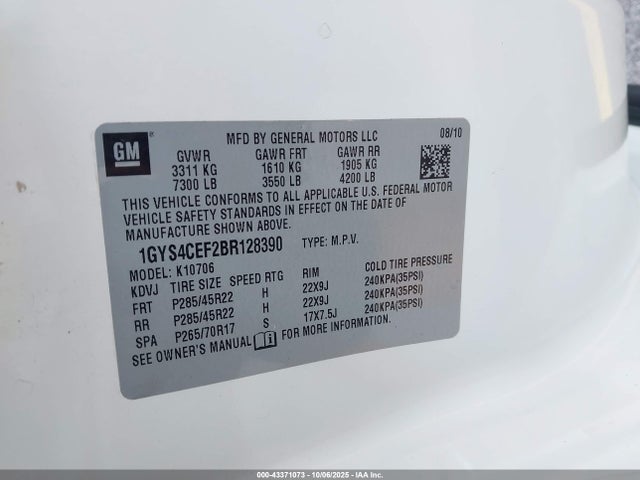 GM
MFD BY GENERAL MOTORS LLC 08/10
GVWR GAWR FRT GAWR RR
3311 KG 1610 KG 1905 KG
7300 LB 3550 LB 4200 LB
THIS VEHICLE CONFORMS TO ALL APPLICABLE U.S. FEDERAL MOTOR
VEHICLE SAFETY STANDARDS IN EFFECT ON THE DATE OF
MANUFACTURE SHOWN ABOVE.
1GYS4CEF2BR128390 TYPE: M.P.V.
MODEL: K10706
KDVJ TIRE SIZE SPEED RTG RIM COLD TIRE PRESSURE
FRT P285/45R22 H 22X9J 240KPA(35PSI)
RR P285/45R22 H 22X9J 240KPA(35PSI)
SPA P265/70R17 S 17X7.5J 240KPA(35PSI)
SEE OWNER'S MANUAL FOR MORE INFORMATION.
000-43371073 - 10/06/2025 - IAAI.COM